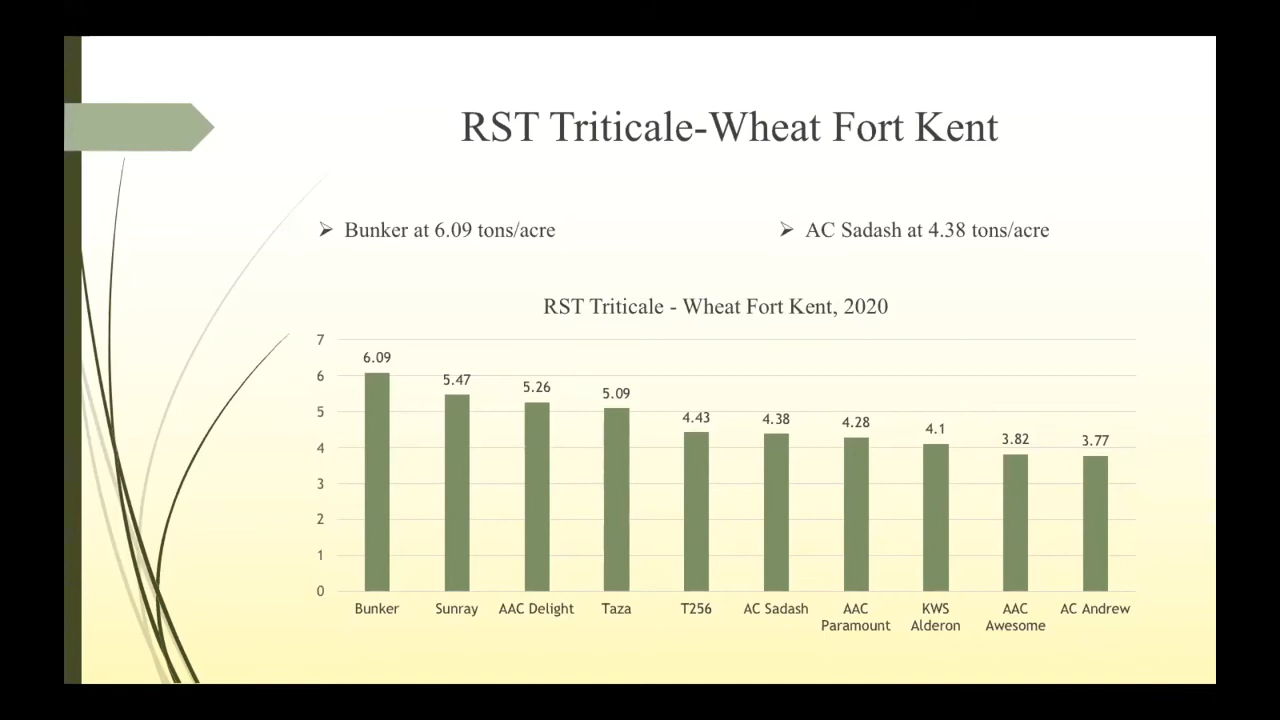 RST Triticale-Wheat Fort Kent
➢ Bunker at 6.09 tons/acre
➢ AC Sadash at 4.38 tons/acre
RST Triticale - Wheat Fort Kent, 2020
7
6
5
4
3
2
1
0
6.09
5.47
5.26
5.09
4.43
4.38
4.28
4.1
3.82
3.77
Bunker
Sunray
AAC Delight
Taza
T256
AC Sadash
AAC
Paramount
KWS
Alderon
AAC
Awesome
AC Andrew